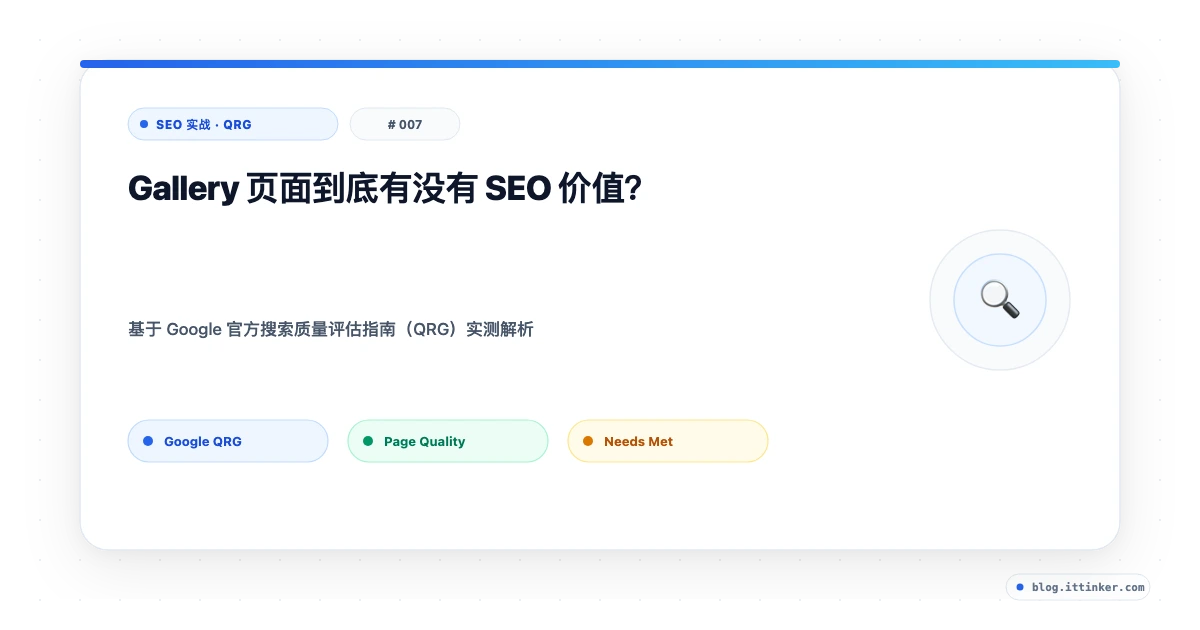 SEO 实战 · QRG
# 007
Gallery 页面到底有没有 SEO 价值？
基于 Google 官方搜索质量评估指南（QRG）实测解析
Google QRG
Page Quality
Needs Met
blog.ittinker.com